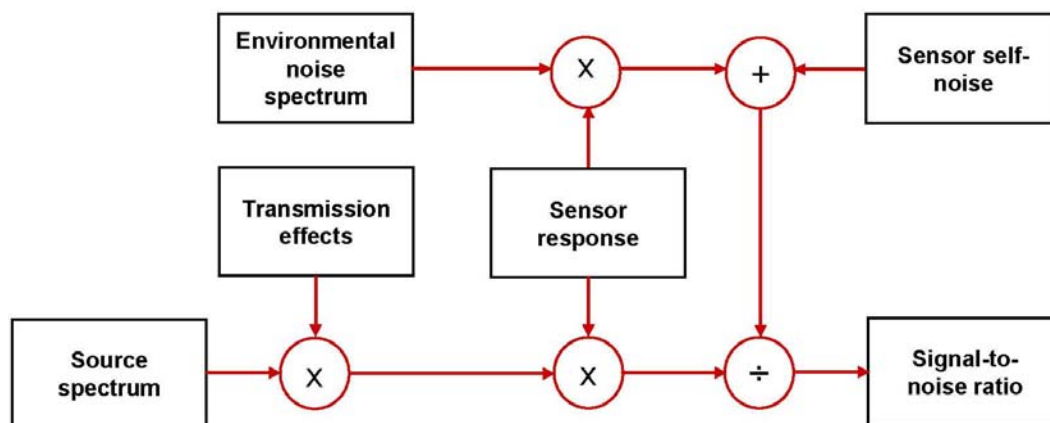 Environmental
noise
spectrum
X
+
Sensor self-
noise
Transmission
effects
Sensor
response
Source
spectrum
X
X
÷
Signal-to-
noise ratio